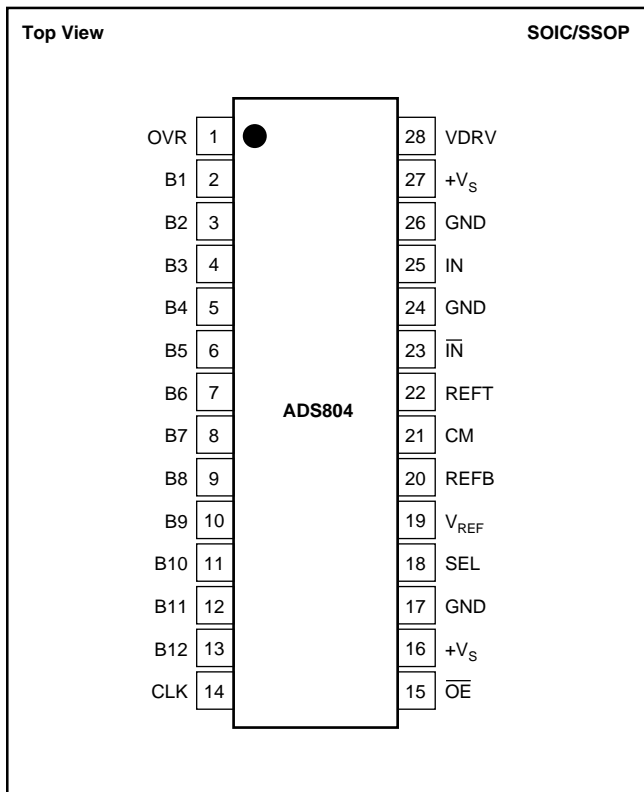 Top View SOIC/SSOP
OVR 1 28 VDRV
B1 2 27 +VS
B2 3 26 GND
B3 4 25 IN
B4 5 24 GND
B5 6 23 I̅N̅
B6 7 22 REFT
ADS804
B7 8 21 CM
B8 9 20 REFB
B9 10 19 VREF
B10 11 18 SEL
B11 12 17 GND
B12 13 16 +VS
CLK 14 15 O̅E̅